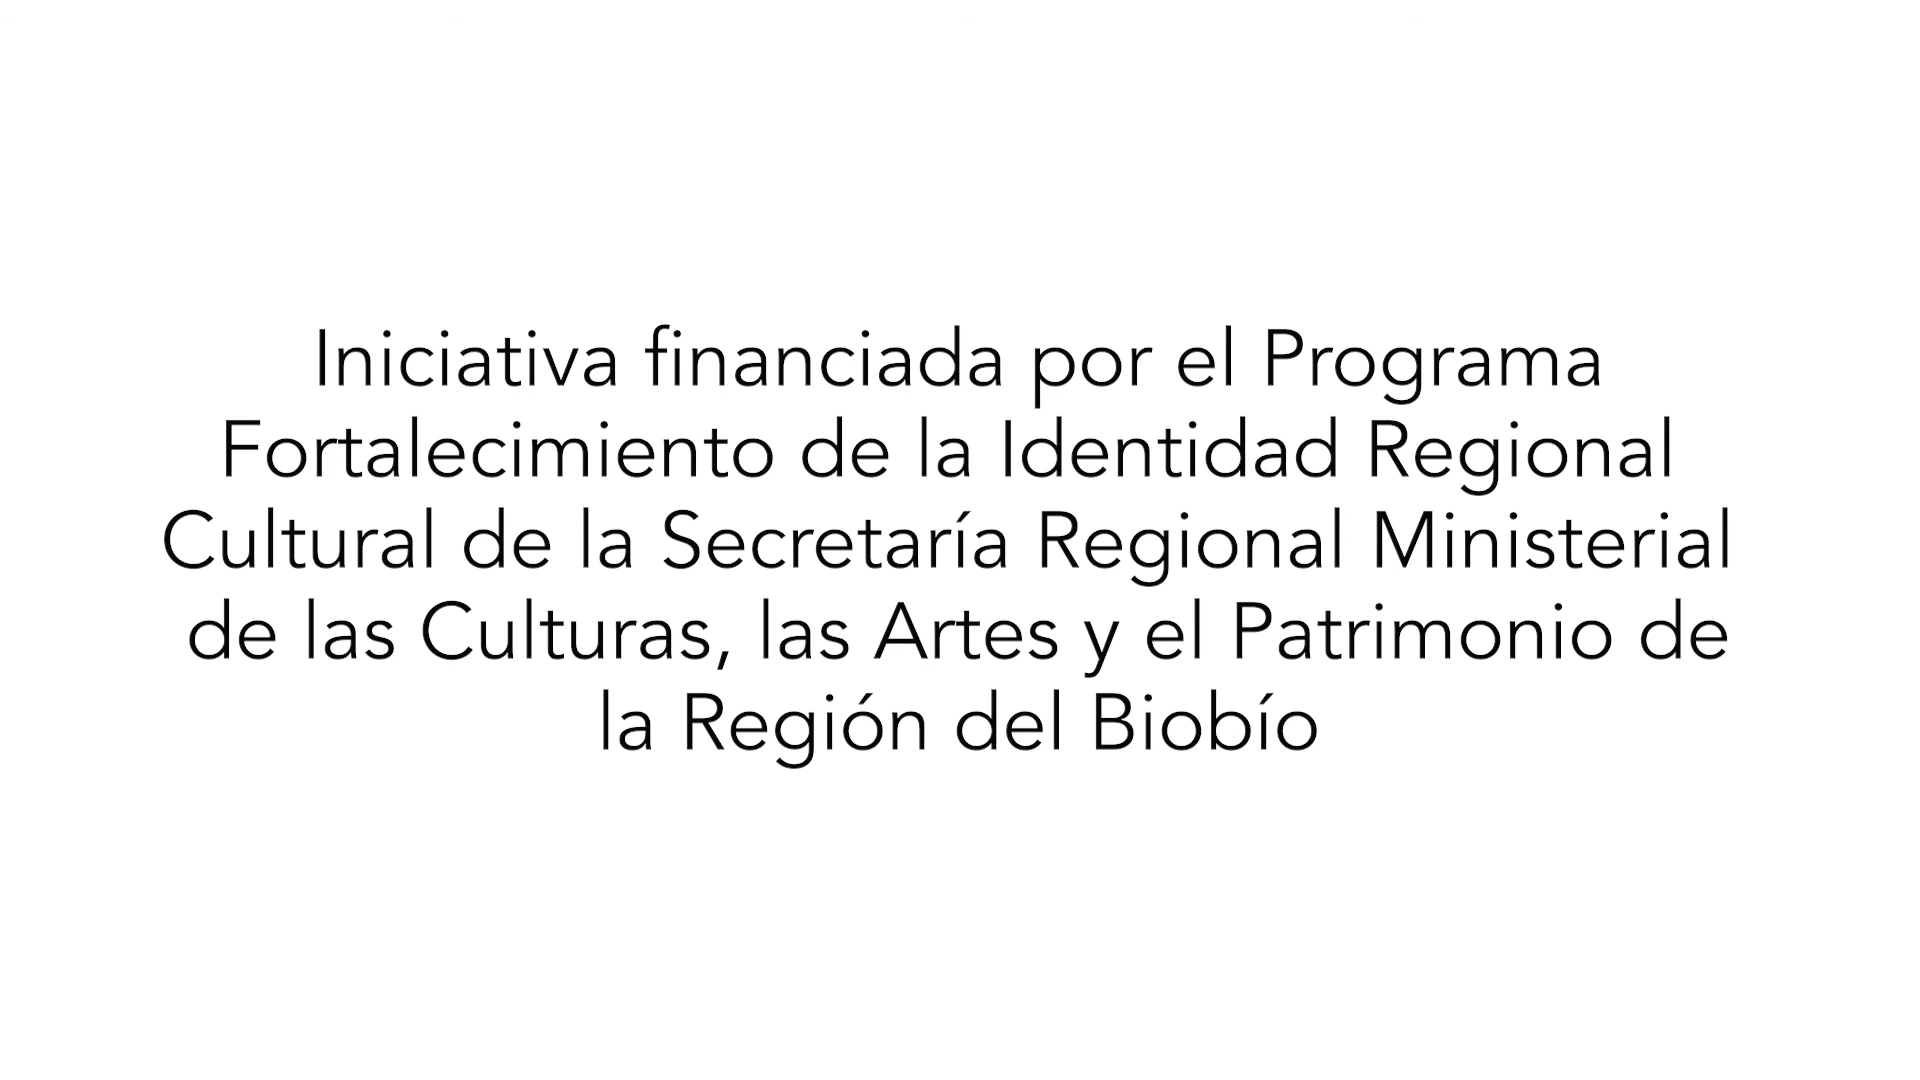 Iniciativa financiada por el Programa
Fortalecimiento de la Identidad Regional
Cultural de la Secretaría Regional Ministerial
de las Culturas, las Artes y el Patrimonio de
la Región del Biobío